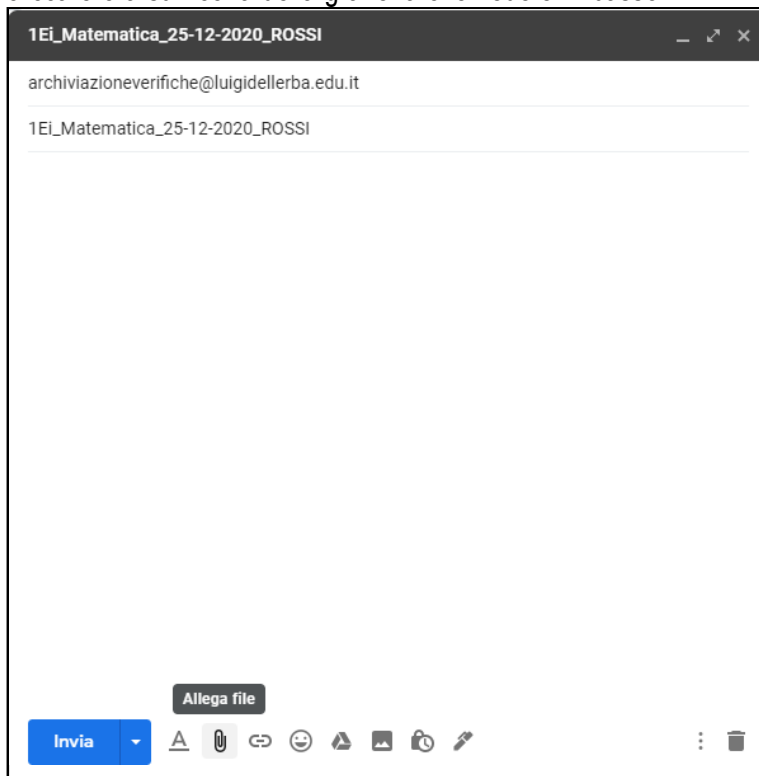 1Ei_Matematica_25-12-2020_ROSSI
archiviazioneverifiche@luigidellerba.edu.it
1Ei_Matematica_25-12-2020_ROSSI
Allega file
Invia